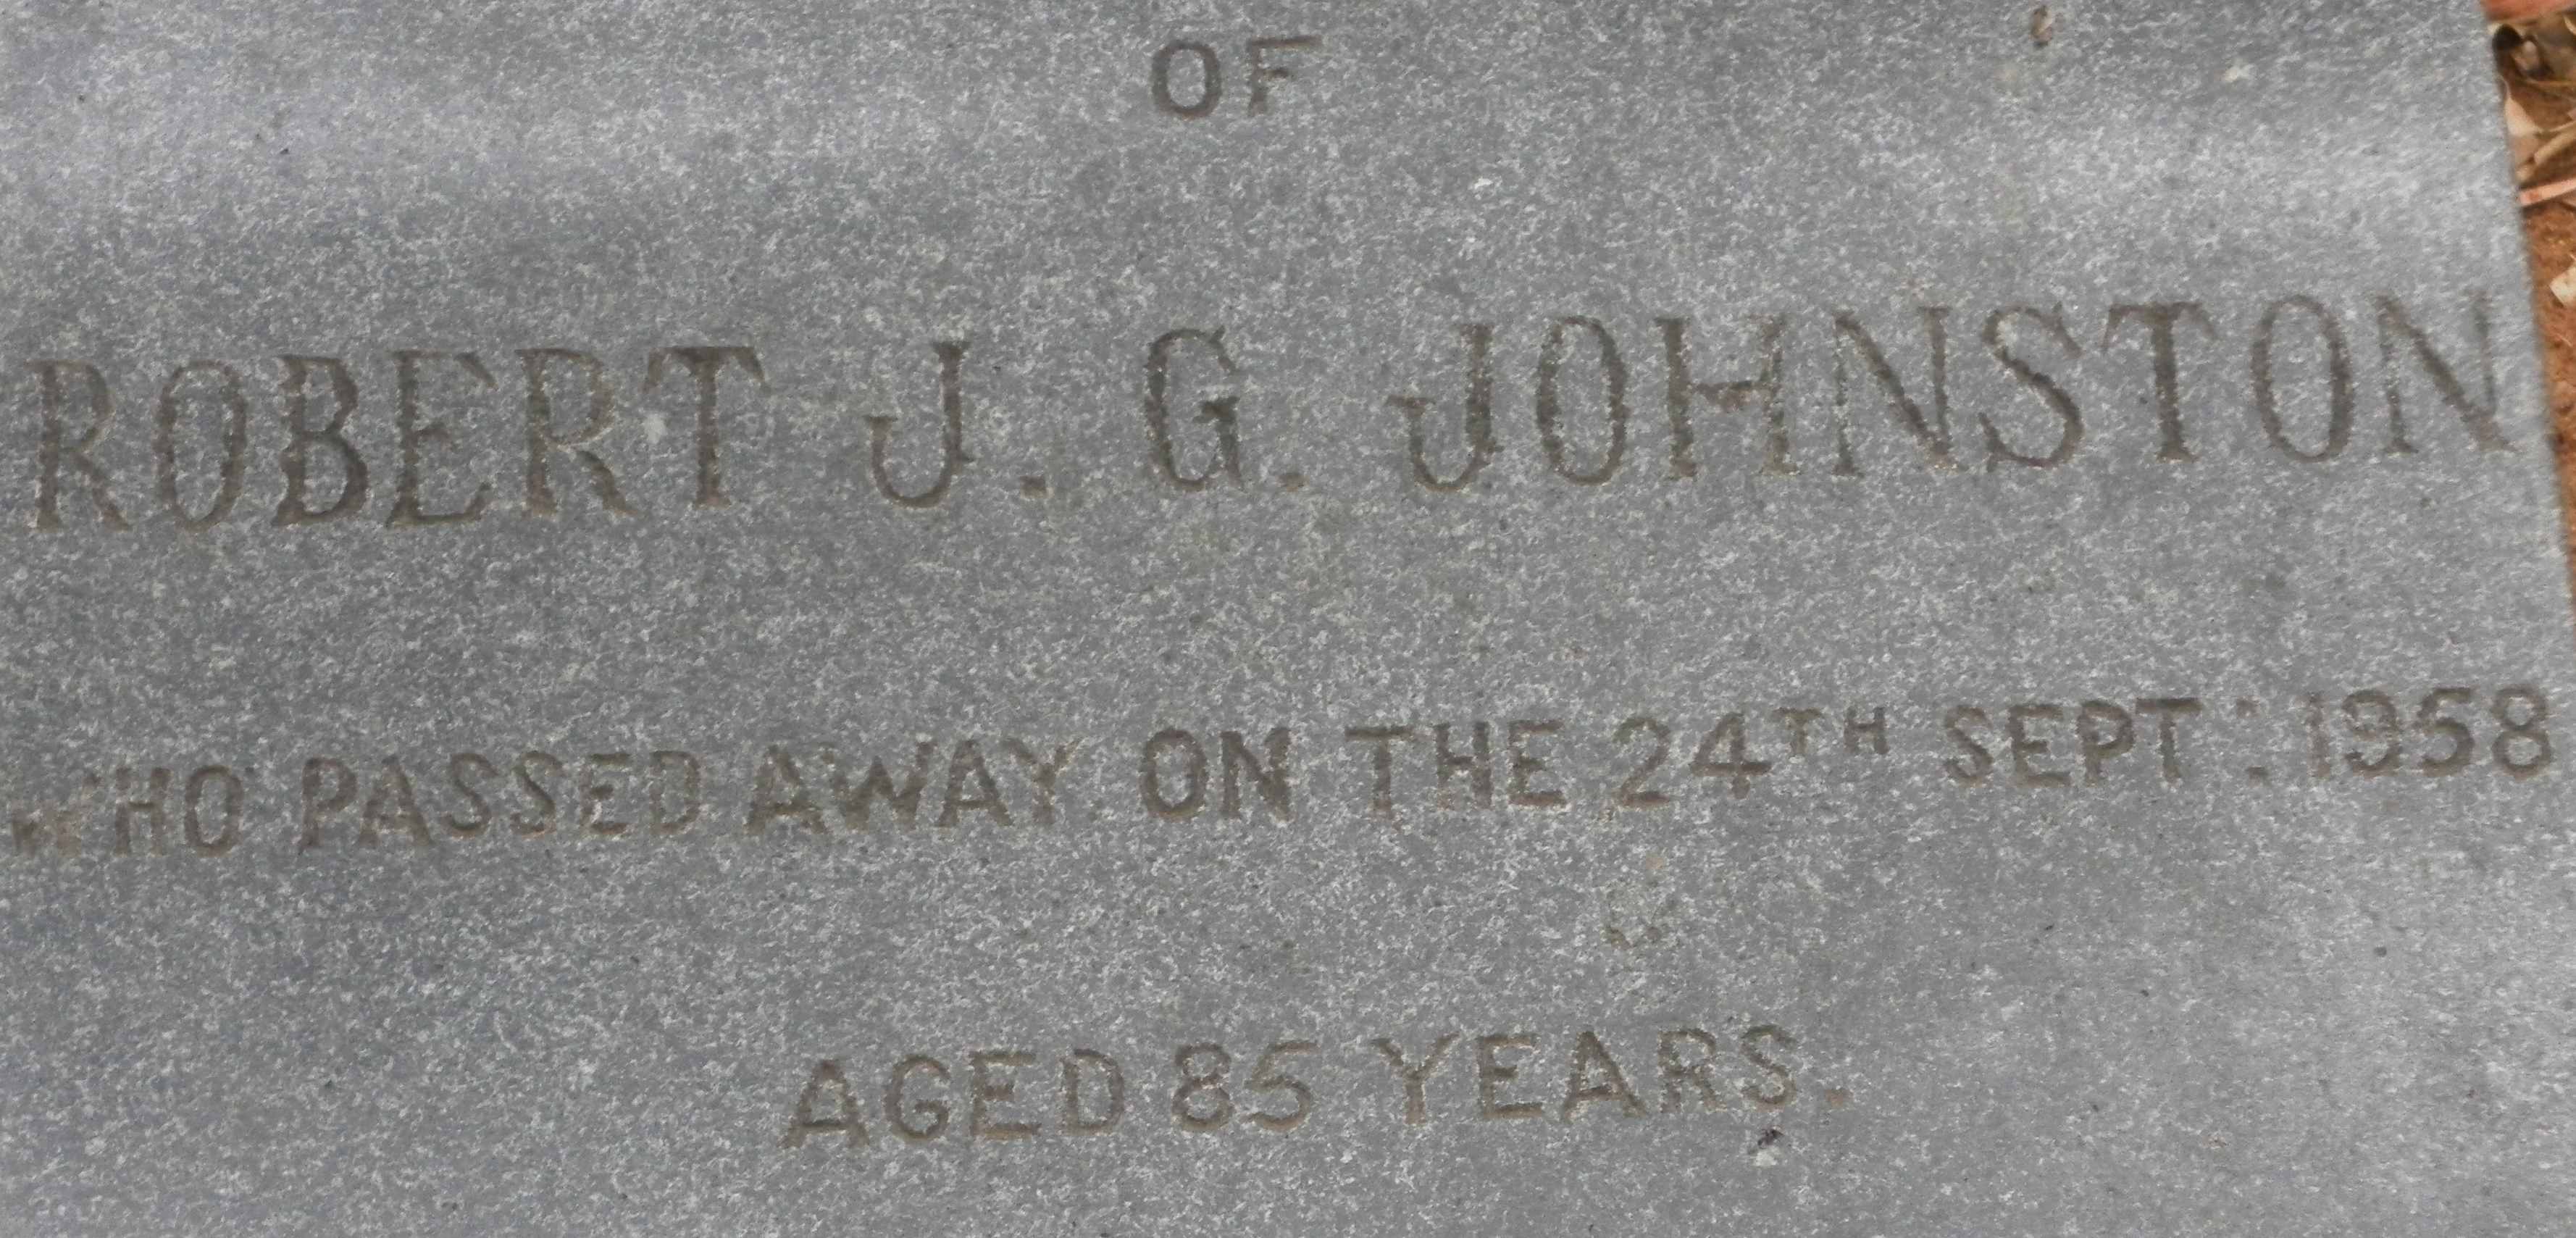 OF
ROBERT J. G. JOHNSTON
WHO PASSED AWAY ON THE 24TH SEPT: 1958
AGED 85 YEARS.